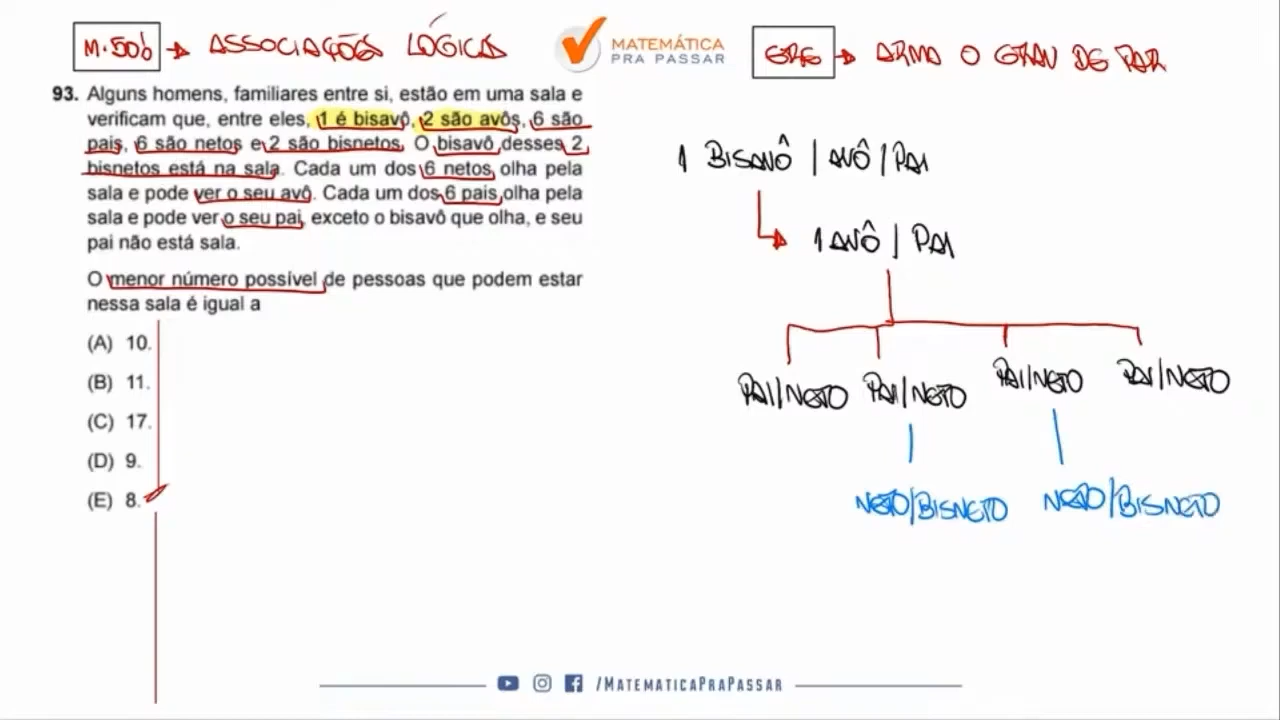 M.500 → ASSOCIAÇÕES LÓGICAS
MATEMÁTICA
PRA PASSAR
→ ARMA O GRAN DE PAR
93. Alguns homens, familiares entre si, estão em uma sala e
verificam que, entre eles, 1 é bisavô, 2 são avôs, 6 são
pais, 6 são netos e 2 são bisnetos. O bisavô desses 2
bisnetos está na sala. Cada um dos 6 netos olha pela
sala e pode ver o seu avô. Cada um dos 6 pais olha pela
sala e pode ver o seu pai, exceto o bisavô que olha, e seu
pai não está sala.
O menor número possível de pessoas que podem estar
nessa sala é igual a
(A) 10.
(B) 11.
(C) 17.
(D) 9.
(E) 8.
1 BISAVÔ | AVÔ | PAI
1 AVÔ | PAI
PAI/NETO PAI/NETO PAI/NETO PAI/NETO
NETO/BISNETO NETO/BISNETO
/MATEMATICAPRAPASSAR